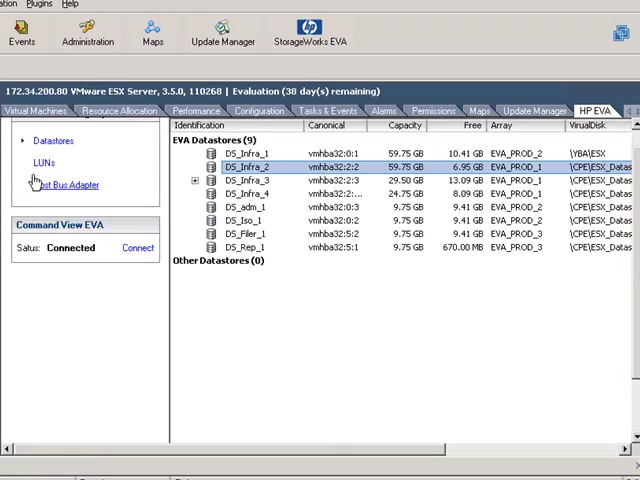 Plugins Help
Events Administration Maps Update Manager StorageWorks EVA
172.34.200.80 VMware ESX Server, 3.5.0, 110268 | Evaluation (38 day(s) remaining)
Virtual Machines Resource Allocation Performance Configuration Tasks & Events Alarms Permissions Maps Update Manager HP EVA
Identification Canonical Capacity Free Array VirualDisk
EVA Datastores (9)
Datastores
LUNs
ost Bus Adapter
Command View EVA
Satus: Connected Connect
DS_Infra_1 vmhba32:0:1 59.75 GB 10.41 GB EVA_PROD_2 \YBA\ESX
DS_Infra_2 vmhba32:2:2 59.75 GB 6.95 GB EVA_PROD_1 \CPE\ESX_Datas
DS_Infra_3 vmhba32:2:3 29.50 GB 13.09 GB EVA_PROD_1 \CPE\ESX_Datas
DS_Infra_4 vmhba32:2:... 24.75 GB 8.09 GB EVA_PROD_1 \CPE\ESX_Datas
DS_adm_1 vmhba32:0:3 9.75 GB 9.41 GB EVA_PROD_2 \CPE\ESX_Datas
DS_Iso_1 vmhba32:0:2 9.75 GB 9.41 GB EVA_PROD_2 \CPE\ESX_Datas
DS_Filer_1 vmhba32:5:2 9.75 GB 9.41 GB EVA_PROD_3 \CPE\ESX_Datas
DS_Rep_1 vmhba32:5:1 9.75 GB 670.00 MB EVA_PROD_3 \CPE\ESX_Datas
Other Datastores (0)